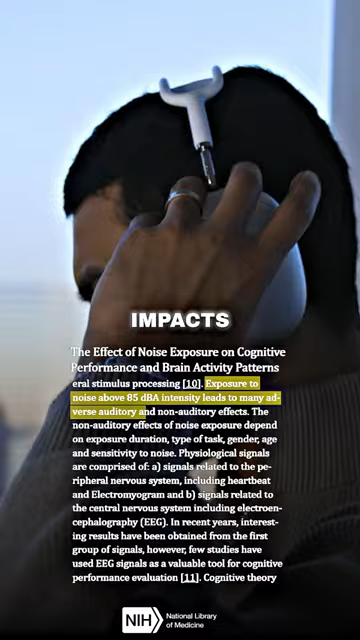 IMPACTS
The Effect of Noise Exposure on Cognitive
Performance and Brain Activity Patterns
eral stimulus processing [10]. Exposure to
noise above 85 dBA intensity leads to many ad-
verse auditory and non-auditory effects. The
non-auditory effects of noise exposure depend
on exposure duration, type of task, gender, age
and sensitivity to noise. Physiological signals
are comprised of: a) signals related to the pe-
ripheral nervous system, including heartbeat
and Electromyogram and b) signals related to
the central nervous system including electroen-
cephalography (EEG). In recent years, interest-
ing results have been obtained from the first
group of signals, however, few studies have
used EEG signals as a valuable tool for cognitive
performance evaluation [11]. Cognitive theory
NIH
National Library
of Medicine